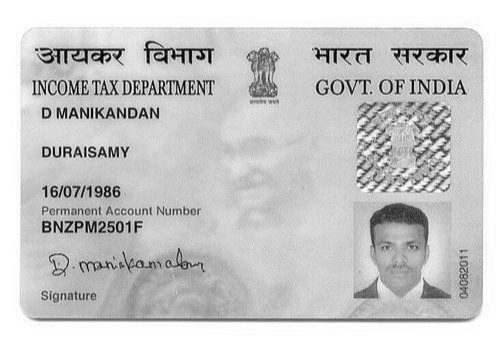 आयकर विभाग
INCOME TAX DEPARTMENT
भारत सरकार
GOVT. OF INDIA
सत्यमेव जयते
D MANIKANDAN
DURAISAMY
16/07/1986
Permanent Account Number
BNZPM2501F
D. manikandan
Signature
04082011